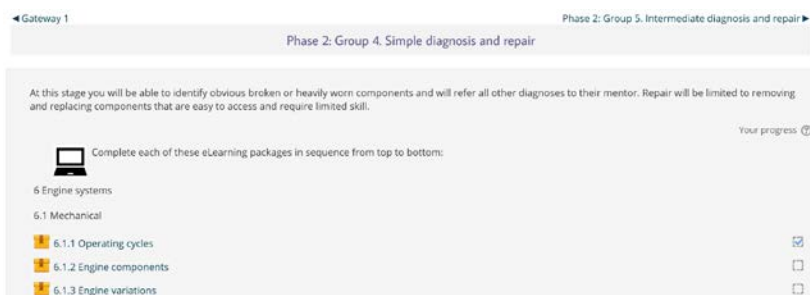 ◄ Gateway 1
Phase 2: Group 5. Intermediate diagnosis and repair ►
Phase 2: Group 4. Simple diagnosis and repair
At this stage you will be able to identify obvious broken or heavily worn components and will refer all other diagnoses to their mentor. Repair will be limited to removing
and replacing components that are easy to access and require limited skill.
Your progress
Complete each of these eLearning packages in sequence from top to bottom:
6 Engine systems
6.1 Mechanical
6.1.1 Operating cycles
6.1.2 Engine components
6.1.3 Engine variations